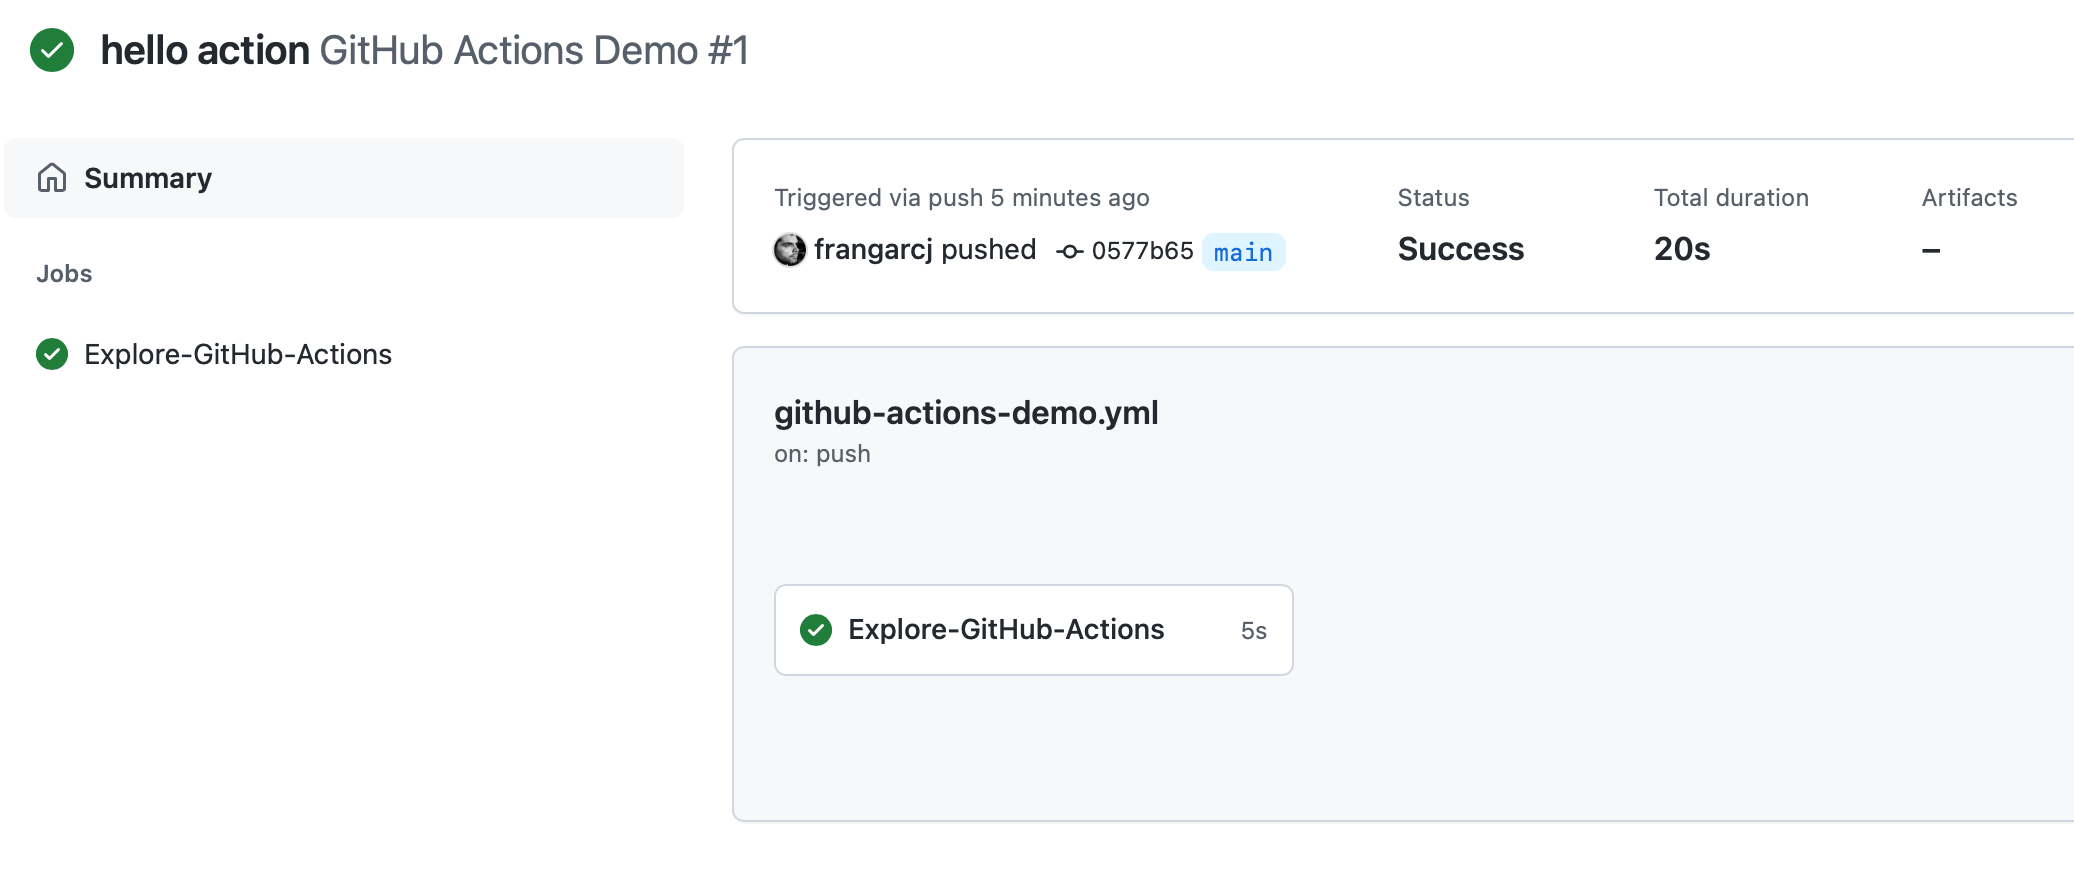 hello action GitHub Actions Demo #1
Summary
Jobs
Explore-GitHub-Actions
Triggered via push 5 minutes ago
frangarcj pushed 0577b65 main
Status
Success
Total duration
20s
Artifacts
–
github-actions-demo.yml
on: push
Explore-GitHub-Actions 5s